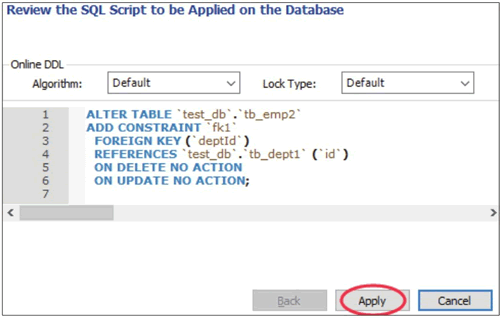 Review the SQL Script to be Applied on the Database
Online DDL
Algorithm: Default Lock Type: Default
1 ALTER TABLE `test_db`.`tb_emp2`
2 ADD CONSTRAINT `fk1`
3 FOREIGN KEY (`deptId`)
4 REFERENCES `test_db`.`tb_dept1` (`id`)
5 ON DELETE NO ACTION
6 ON UPDATE NO ACTION;
7
Back Apply Cancel